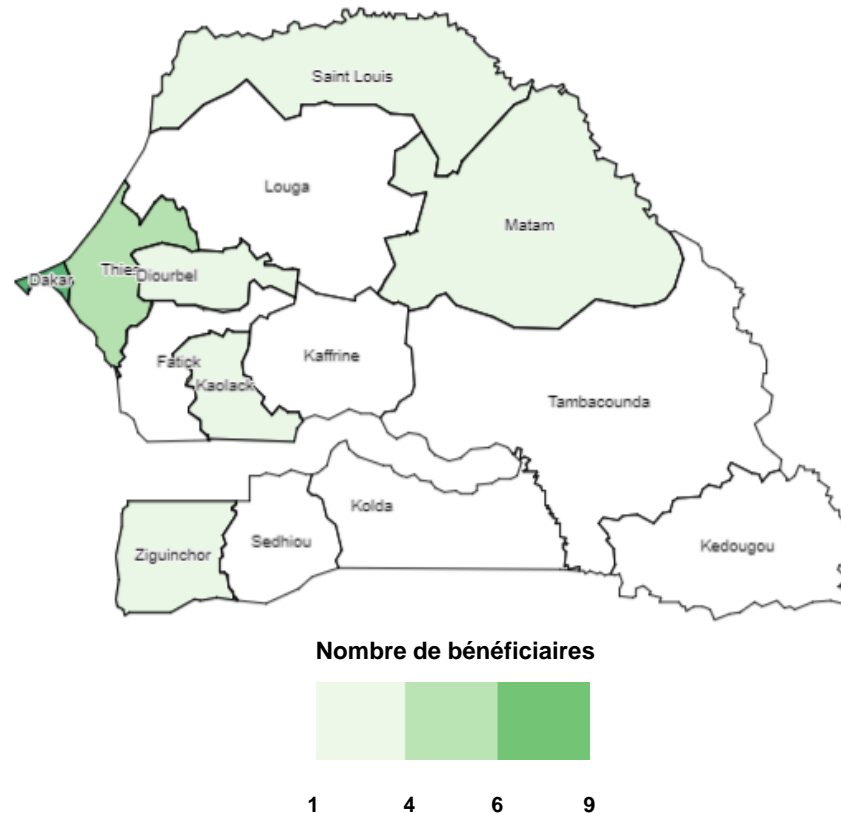 Saint Louis
Louga
Matam
Dakar
Thies
Diourbel
Fatick
Kaolack
Kaffrine
Tambacounda
Kolda
Sedhiou
Ziguinchor
Kedougou
Nombre de bénéficiaires
1 4 6 9